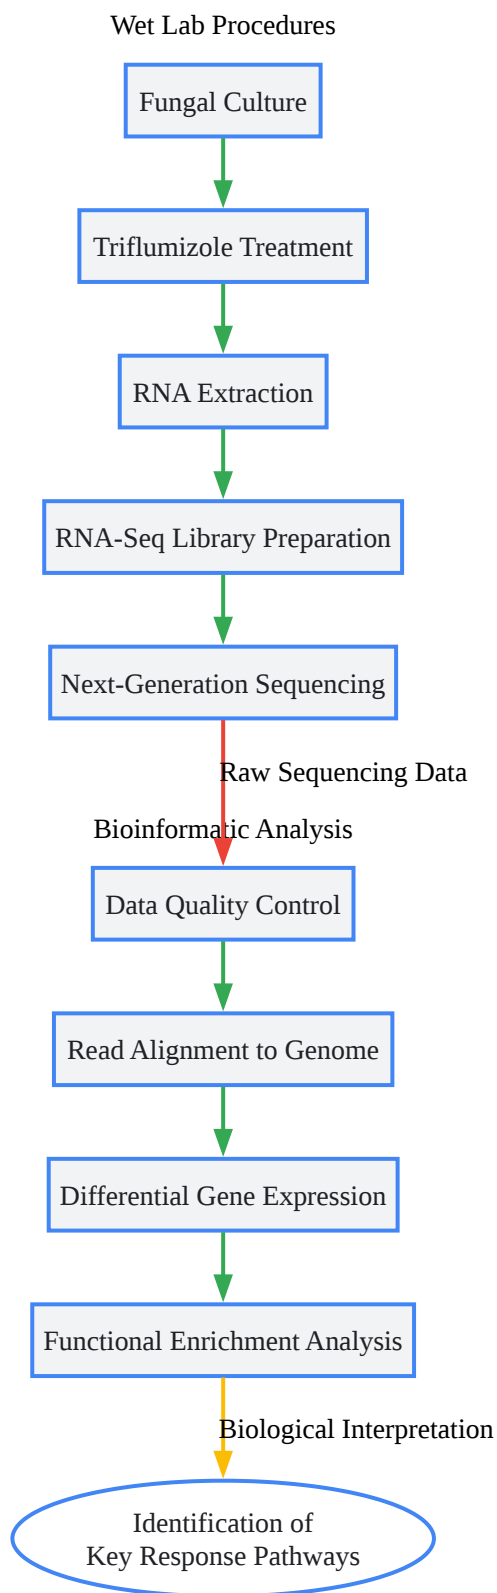 Wet Lab Procedures
Fungal Culture
Triflumizole Treatment
RNA Extraction
RNA-Seq Library Preparation
Next-Generation Sequencing
Raw Sequencing Data
Bioinformatic Analysis
Data Quality Control
Read Alignment to Genome
Differential Gene Expression
Functional Enrichment Analysis
Biological Interpretation
Identification of
Key Response Pathways